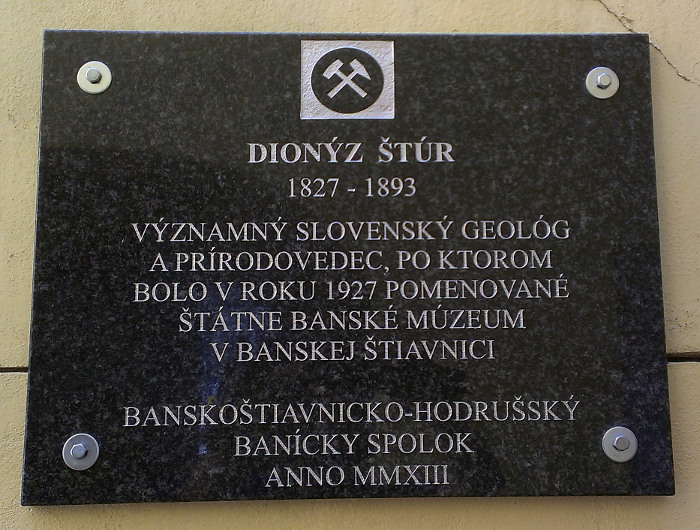 DIONÝZ ŠTÚR
1827 - 1893
VÝZNAMNÝ SLOVENSKÝ GEOLÓG
A PRÍRODOVEDEC, PO KTOROM
BOLO V ROKU 1927 POMENOVANÉ
ŠTÁTNE BANSKÉ MÚZEUM
V BANSKEJ ŠTIAVNICI
BANSKOŠTIAVNICKO-HODRUŠSKÝ
BANÍCKY SPOLOK
ANNO MMXIII